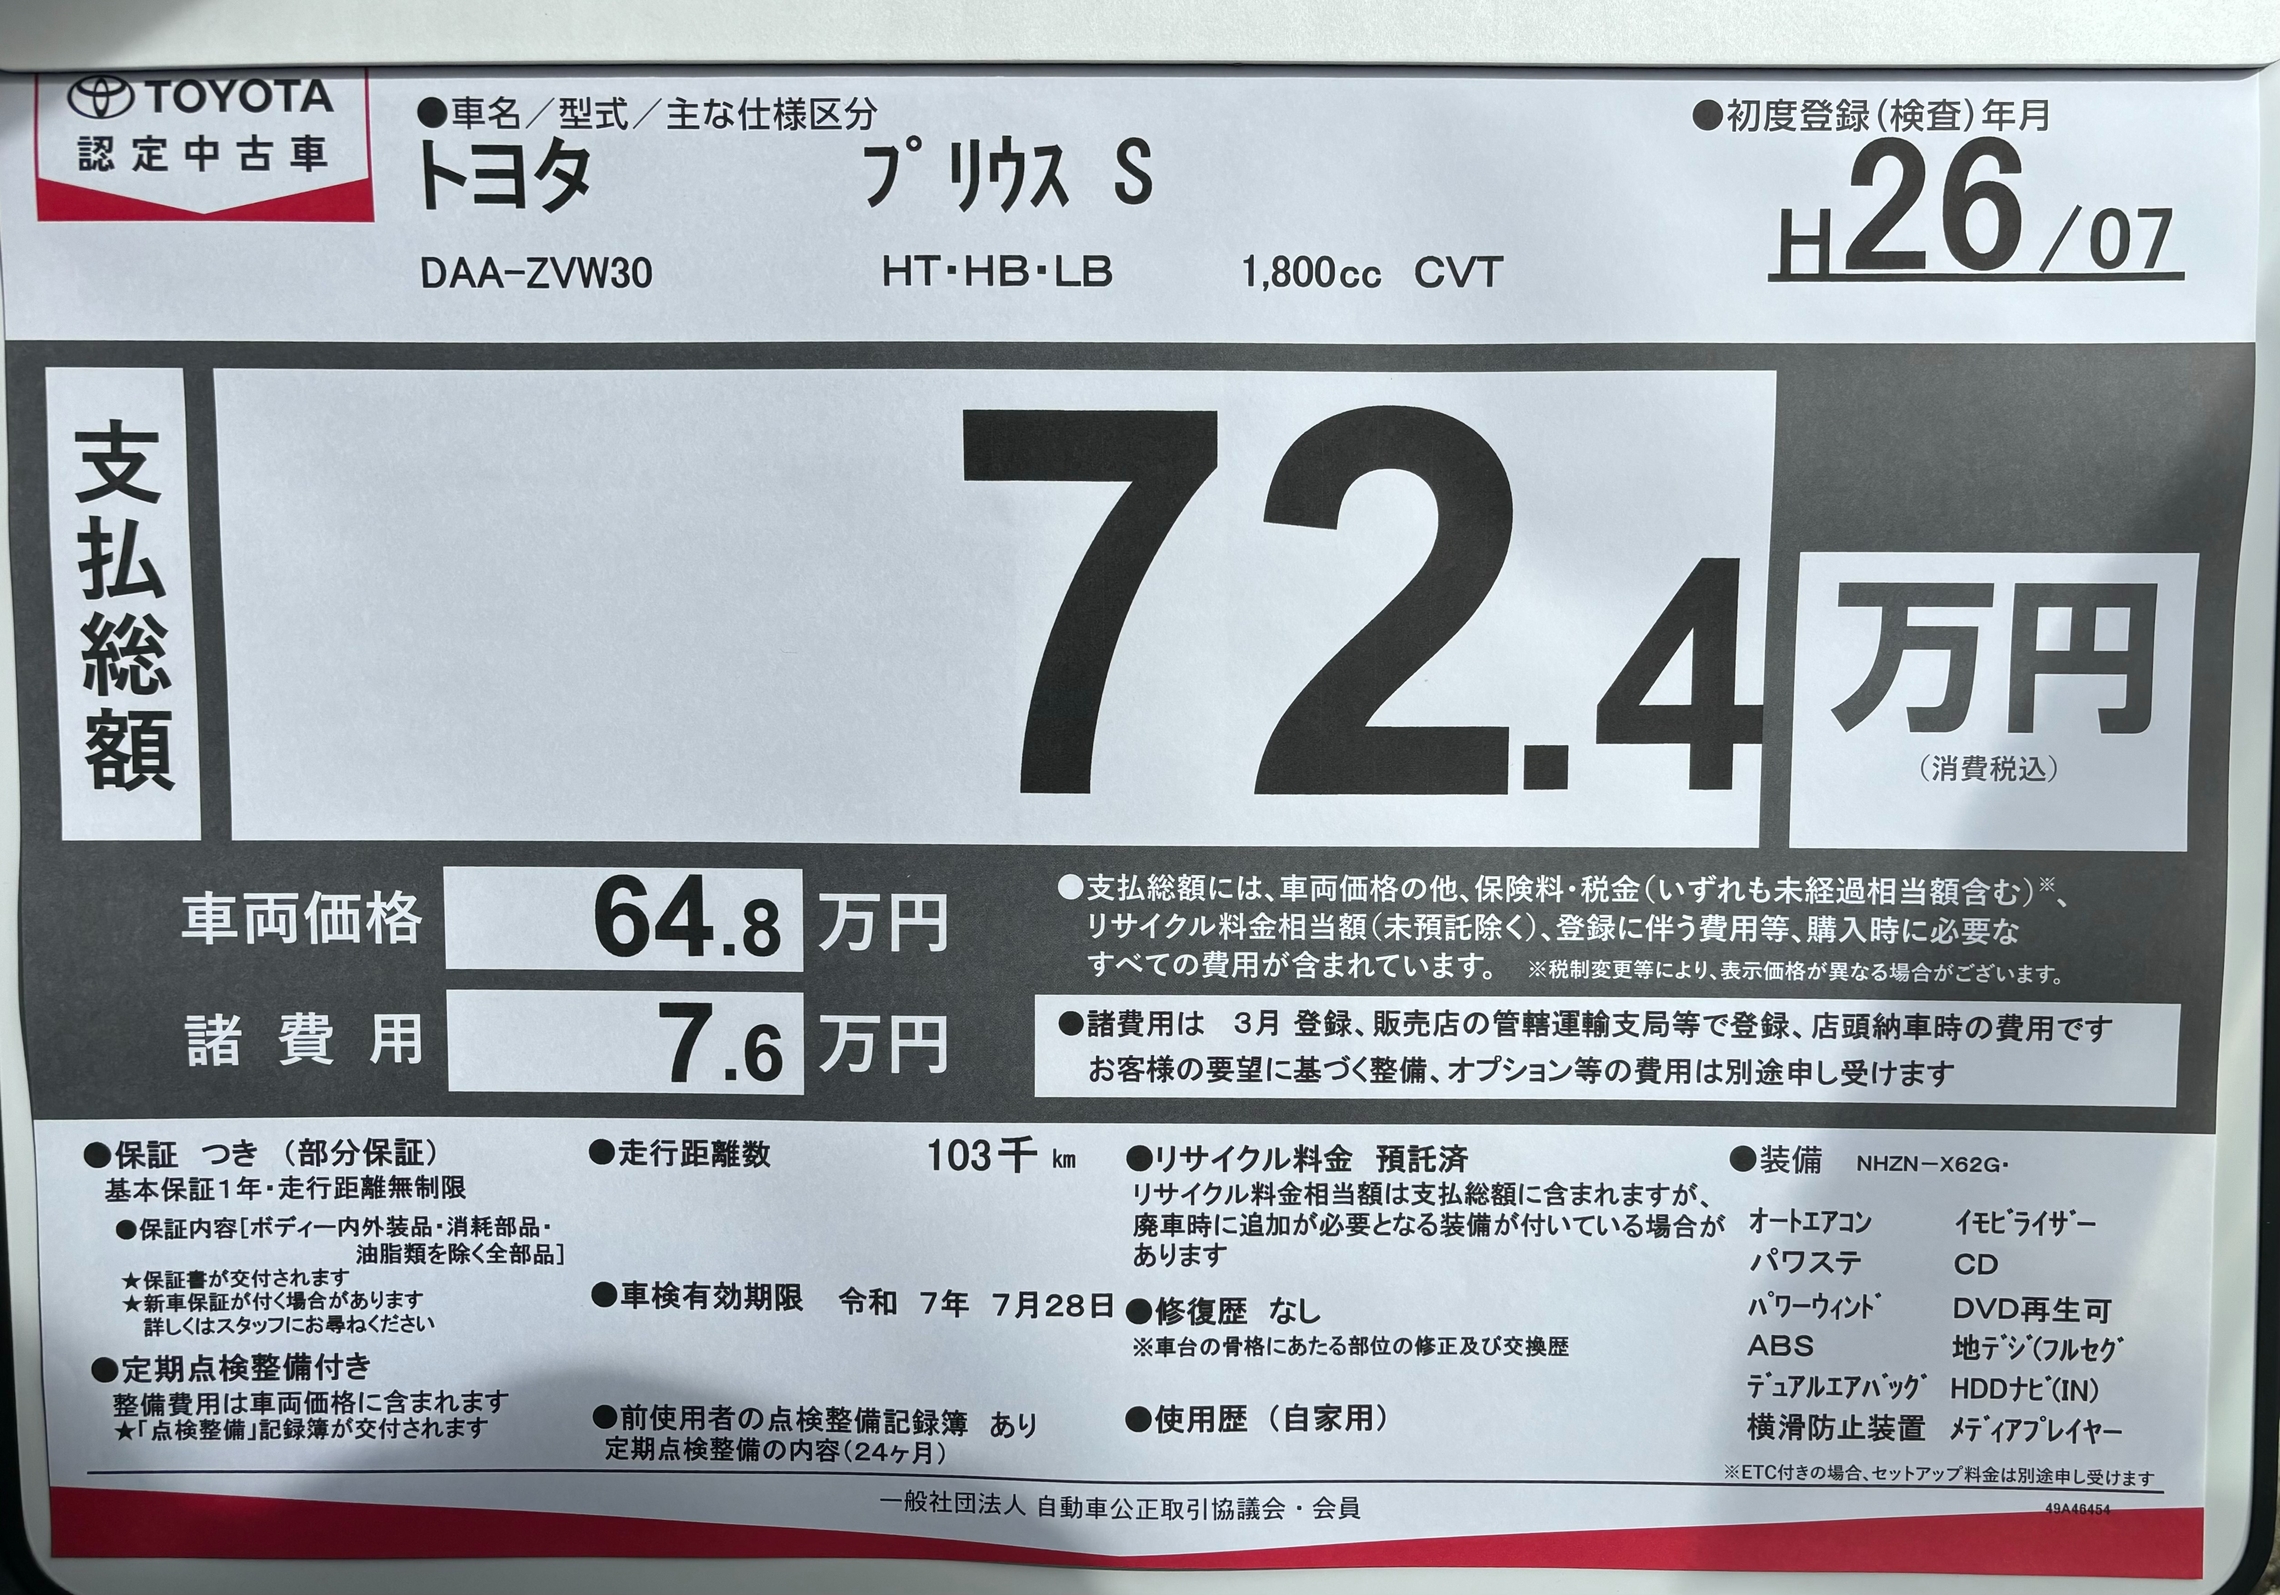 TOYOTA
認定中古車
●車名／型式／主な仕様区分
トヨタ プリウス S
DAA-ZVW30 HT・HB・LB 1,800cc CVT
●初度登録(検査)年月
H26/07
支払総額
72.4万円
(消費税込)
車両価格 64.8万円
諸費用 7.6万円
●支払総額には、車両価格の他、保険料・税金(いずれも未経過相当額含む)※、
リサイクル料金相当額(未預託除く)、登録に伴う費用等、購入時に必要な
すべての費用が含まれています。 ※税制変更等により、表示価格が異なる場合がございます。
●諸費用は 3月 登録、販売店の管轄運輸支局等で登録、店頭納車時の費用です
お客様の要望に基づく整備、オプション等の費用は別途申し受けます
●保証 つき (部分保証)
基本保証1年・走行距離無制限
●保証内容[ボディー内外装品・消耗部品・
油脂類を除く全部品]
★保証書が交付されます
★新車保証が付く場合があります
詳しくはスタッフにお尋ねください
●定期点検整備付き
整備費用は車両価格に含まれます
★「点検整備」記録簿が交付されます
●走行距離数 103千km
●車検有効期限 令和 7年 7月28日
●前使用者の点検整備記録簿 あり
定期点検整備の内容(24ヶ月)
●リサイクル料金 預託済
リサイクル料金相当額は支払総額に含まれますが、
廃車時に追加が必要となる装備が付いている場合が
あります
●修復歴 なし
※車台の骨格にあたる部位の修正及び交換歴
●使用歴 (自家用)
●装備 NHZN-X62G・
オートエアコン ｲﾓﾋﾞﾗｲｻﾞｰ
パワステ CD
ﾊﾟﾜｰｳｨﾝﾄﾞ DVD再生可
ABS 地ﾃﾞｼﾞ(ﾌﾙｾｸﾞ
ﾃﾞｭｱﾙｴｱﾊﾞｯｸﾞ HDDﾅﾋﾞ(IN)
横滑防止装置 ﾒﾃﾞｨｱﾌﾟﾚｲﾔｰ
※ETC付きの場合、セットアップ料金は別途申し受けます
一般社団法人 自動車公正取引協議会・会員
49A46454